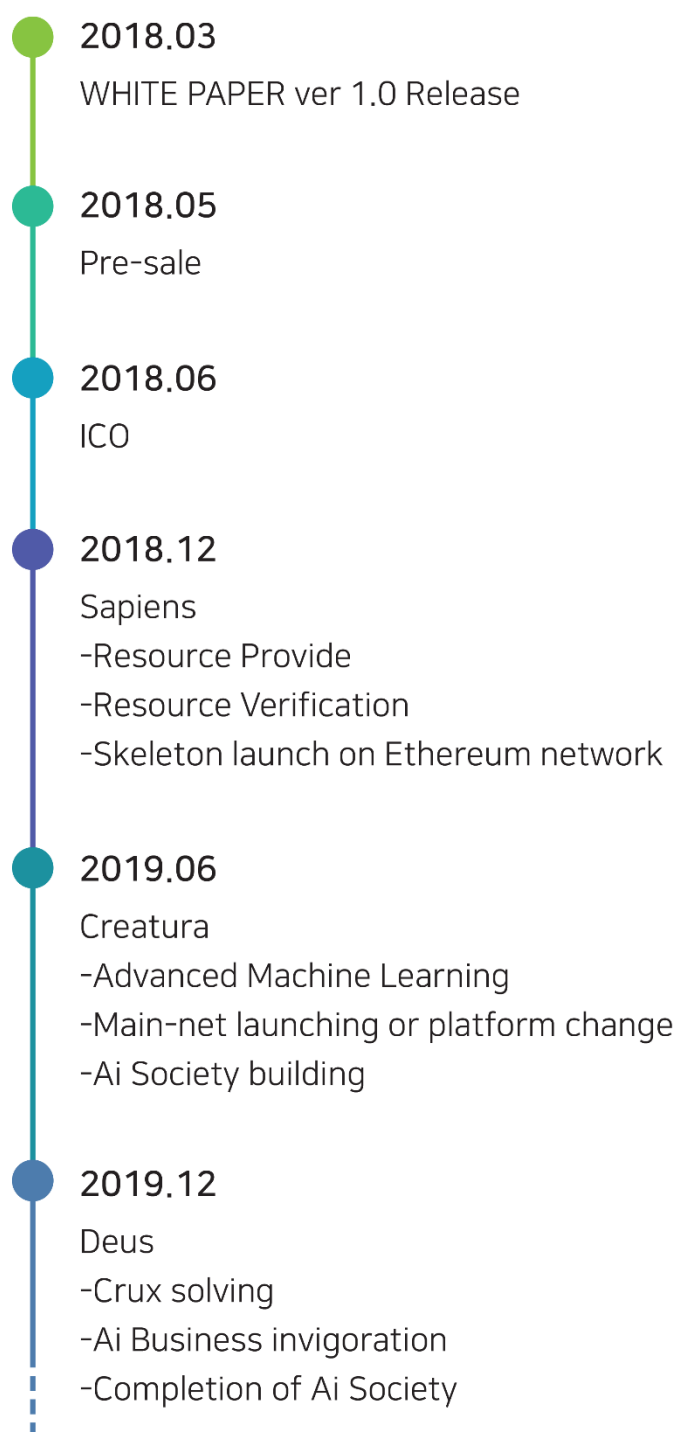 2018.03
WHITE PAPER ver 1.0 Release
2018.05
Pre-sale
2018.06
ICO
2018.12
Sapiens
-Resource Provide
-Resource Verification
-Skeleton launch on Ethereum network
2019.06
Creatura
-Advanced Machine Learning
-Main-net launching or platform change
-Ai Society building
2019.12
Deus
-Crux solving
-Ai Business invigoration
-Completion of Ai Society